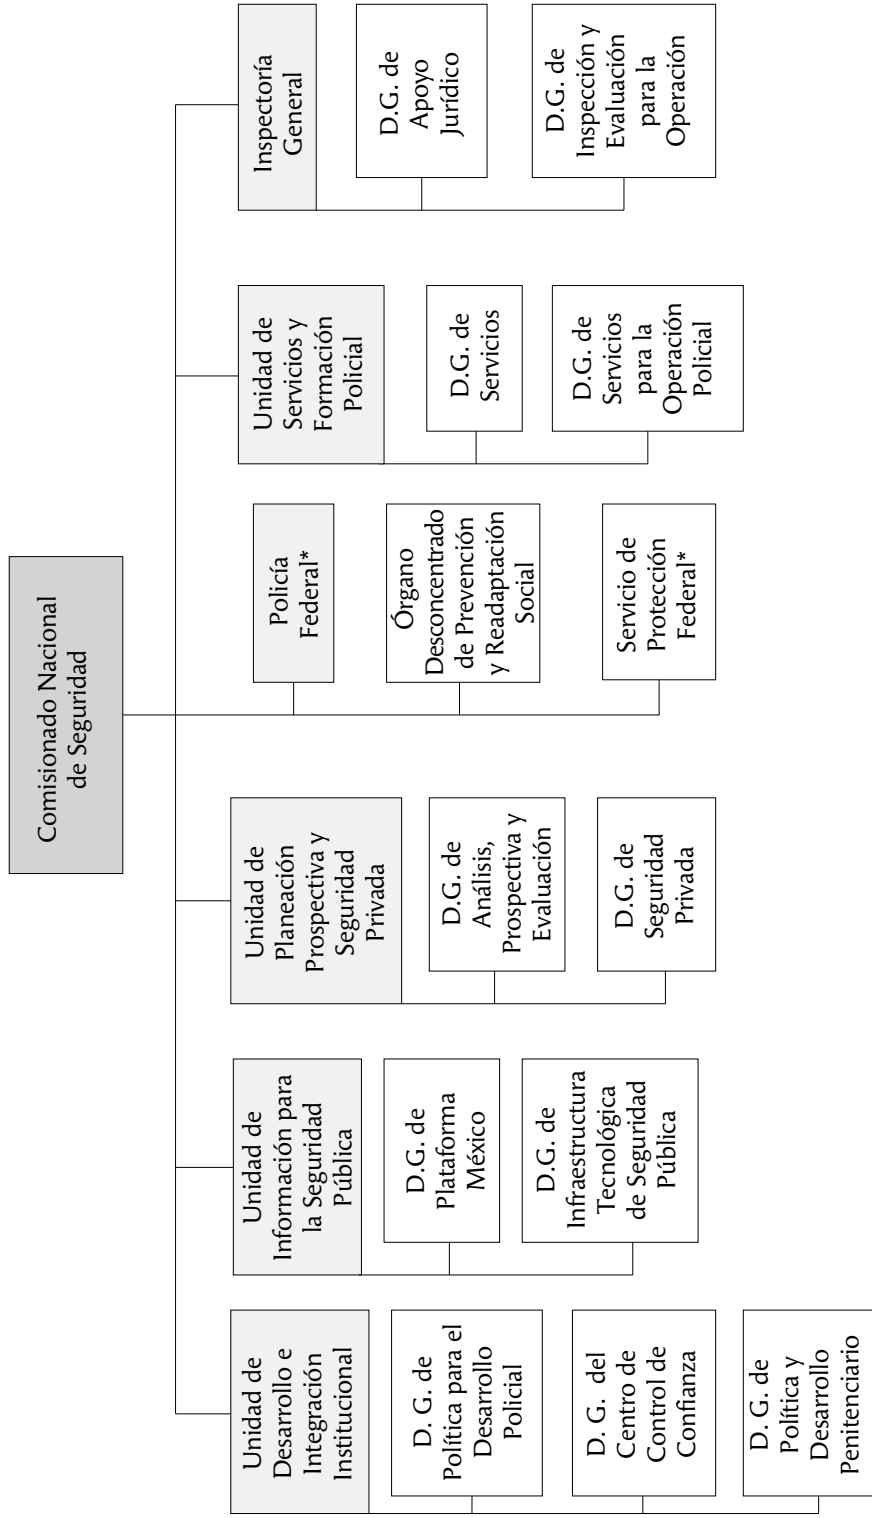 Comisionado Nacional
de Seguridad
Unidad de
Desarrollo e
Integración
Institucional
D. G. de
Política para el
Desarrollo
Policial
D. G. del
Centro de
Control de
Confianza
D. G. de
Política y
Desarrollo
Penitenciario
Unidad de
Información para
la Seguridad
Pública
D.G. de
Plataforma
México
D.G. de
Infraestructura
Tecnológica
de Seguridad
Pública
Unidad de
Planeación
Prospectiva y
Seguridad
Privada
D.G. de
Análisis,
Prospectiva y
Evaluación
D.G. de
Seguridad
Privada
Policía
Federal*
Órgano
Desconcentrado
de Prevención
y Readaptación
Social
Servicio de
Protección
Federal*
Unidad de
Servicios y
Formación
Policial
D.G. de
Servicios
D.G. de
Servicios
para la
Operación
Policial
Inspectoría
General
D.G. de
Apoyo
Jurídico
D.G. de
Inspección y
Evaluación
para la
Operación